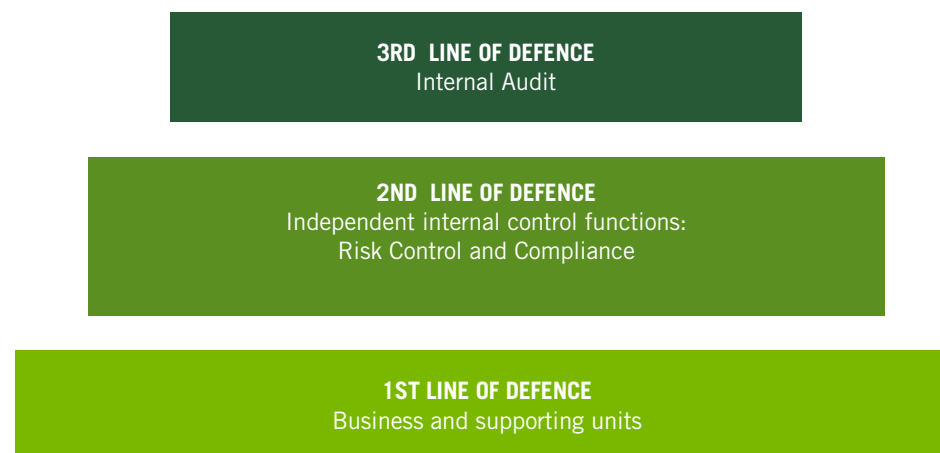 3RD LINE OF DEFENCE
Internal Audit
2ND LINE OF DEFENCE
Independent internal control functions:
Risk Control and Compliance
1ST LINE OF DEFENCE
Business and supporting units